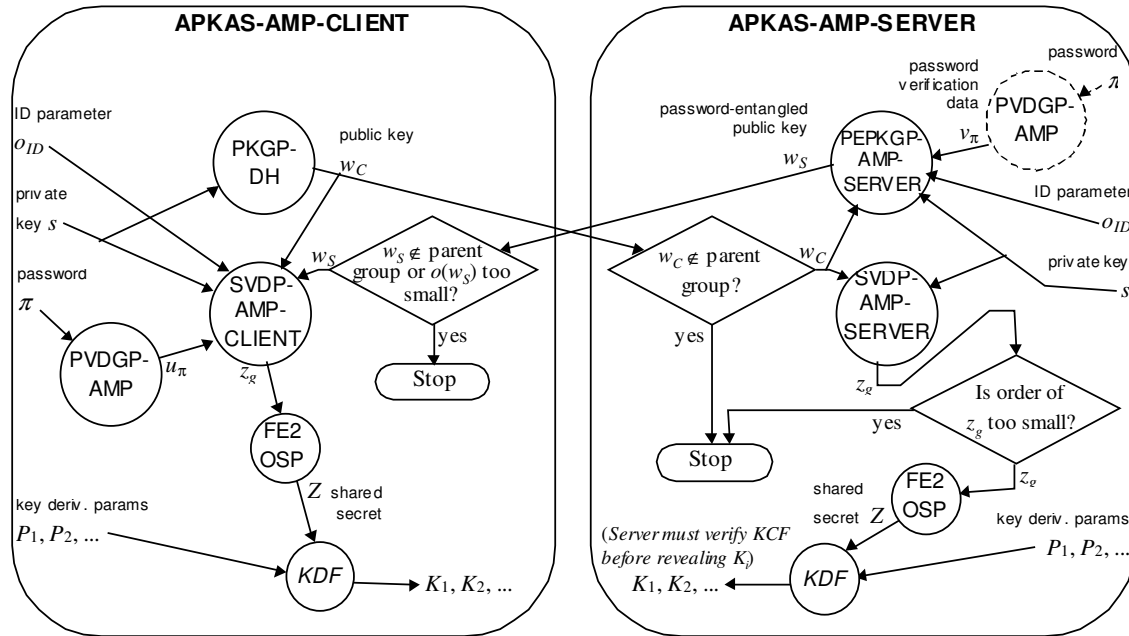 APKAS-AMP-CLIENT
ID parameter
o_ID
private
key s
password
π
PVDGP-
AMP
u_π
PKGP-
DH
public key
w_C
SVDP-
AMP-
CLIENT
w_S
w_S ∉ parent
group or o(w_S) too
small?
yes
Stop
z_g
FE2
OSP
Z shared
secret
key deriv. params
P_1, P_2, ...
KDF
K_1, K_2, ...
APKAS-AMP-SERVER
password
π
password
verification
data
PVDGP-
AMP
v_π
password-entangled
public key
w_S
PEPKGP-
AMP-
SERVER
ID parameter
o_ID
private key
s
w_C ∉ parent
group?
w_C
yes
SVDP-
AMP-
SERVER
z_g
Is order of
z_g too small?
yes
Stop
z_g
FE2
OSP
shared
secret Z
key deriv. params
P_1, P_2, ...
(Server must verify KCF
before revealing K_i)
KDF
K_1, K_2, ...